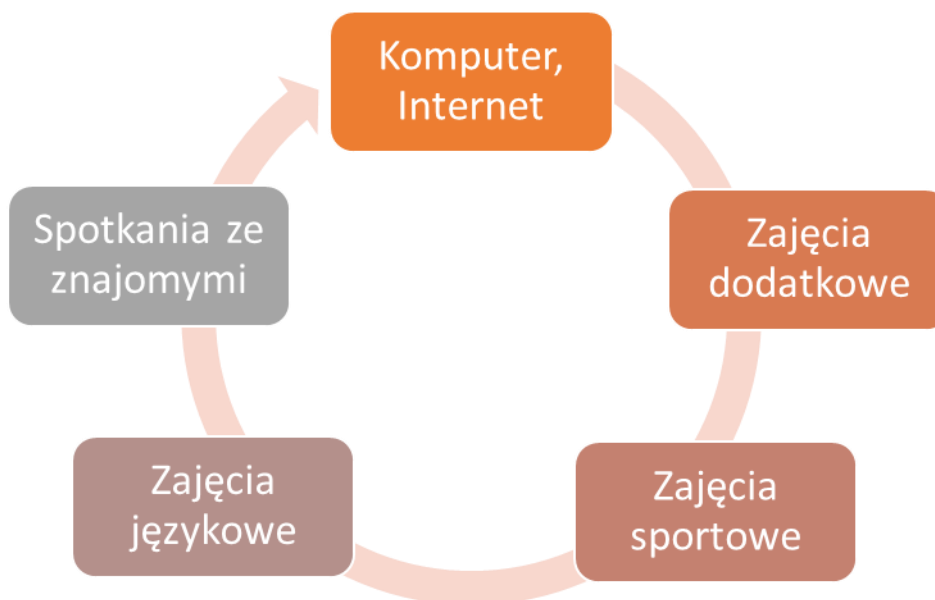 Komputer,
Internet
Zajęcia
dodatkowe
Zajęcia
sportowe
Zajęcia
językowe
Spotkania ze
znajomymi